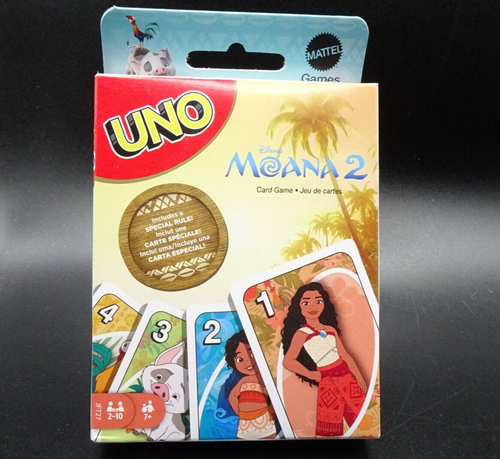 MATTEL
Games
UNO
Disney
MOANA 2
Card Game • Jeu de cartes
Includes a
SPECIAL RULE!
Inclut une
CARTE SPÉCIALE!
Incluí uma/Incluye una
CARTA ESPECIAL!
4
3
2
1
IFT27
2-10
7+